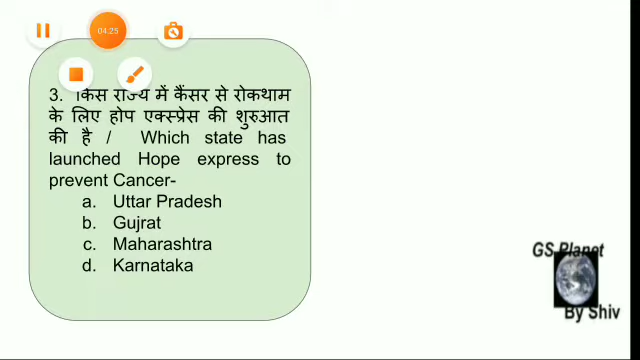 04:25
3. किस राज्य में कैंसर से रोकथाम
के लिए होप एक्स्प्रेस की शुरुआत
की है / Which state has
launched Hope express to
prevent Cancer-
a. Uttar Pradesh
b. Gujrat
c. Maharashtra
d. Karnataka
GS Planet
By Shiv